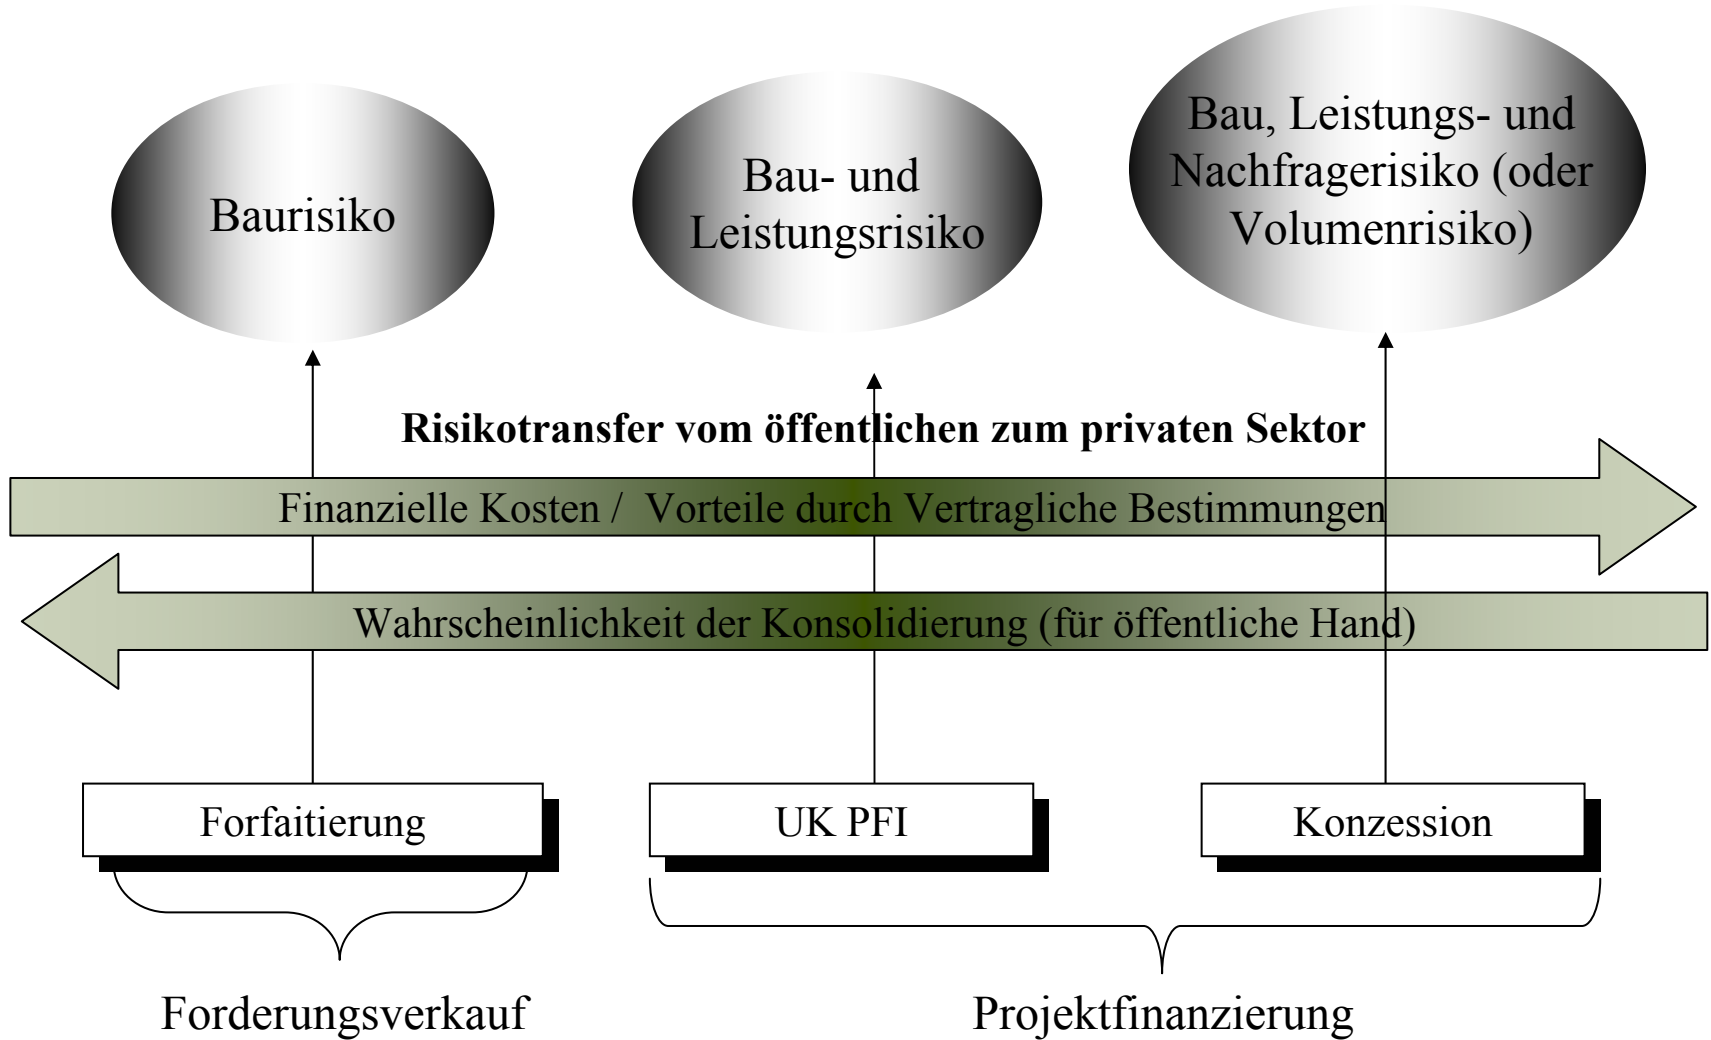 Baurisiko
Bau- und
Leistungsrisiko
Bau, Leistungs- und
Nachfragerisiko (oder
Volumenrisiko)
Risikotransfer vom öffentlichen zum privaten Sektor
Finanzielle Kosten / Vorteile durch Vertragliche Bestimmungen
Wahrscheinlichkeit der Konsolidierung (für öffentliche Hand)
Forfaitierung
UK PFI
Konzession
Forderungsverkauf
Projektfinanzierung